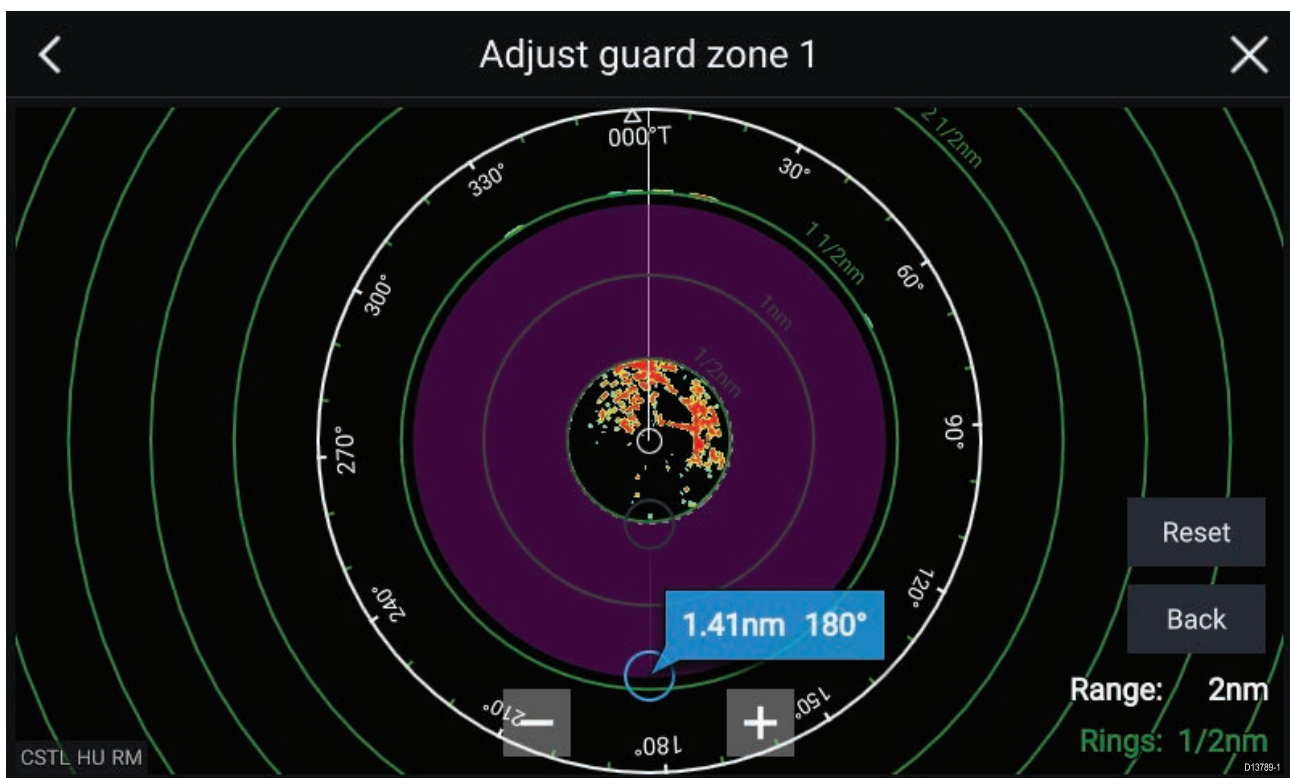 Adjust guard zone 1
000°T
30°
60°
90°
120°
150°
180°
210°
240°
270°
300°
330°
2 1/2nm
1 1/2nm
1nm
1/2nm
1.41nm 180°
Reset
Back
Range: 2nm
Rings: 1/2nm
CSTL HU RM
D13789-1